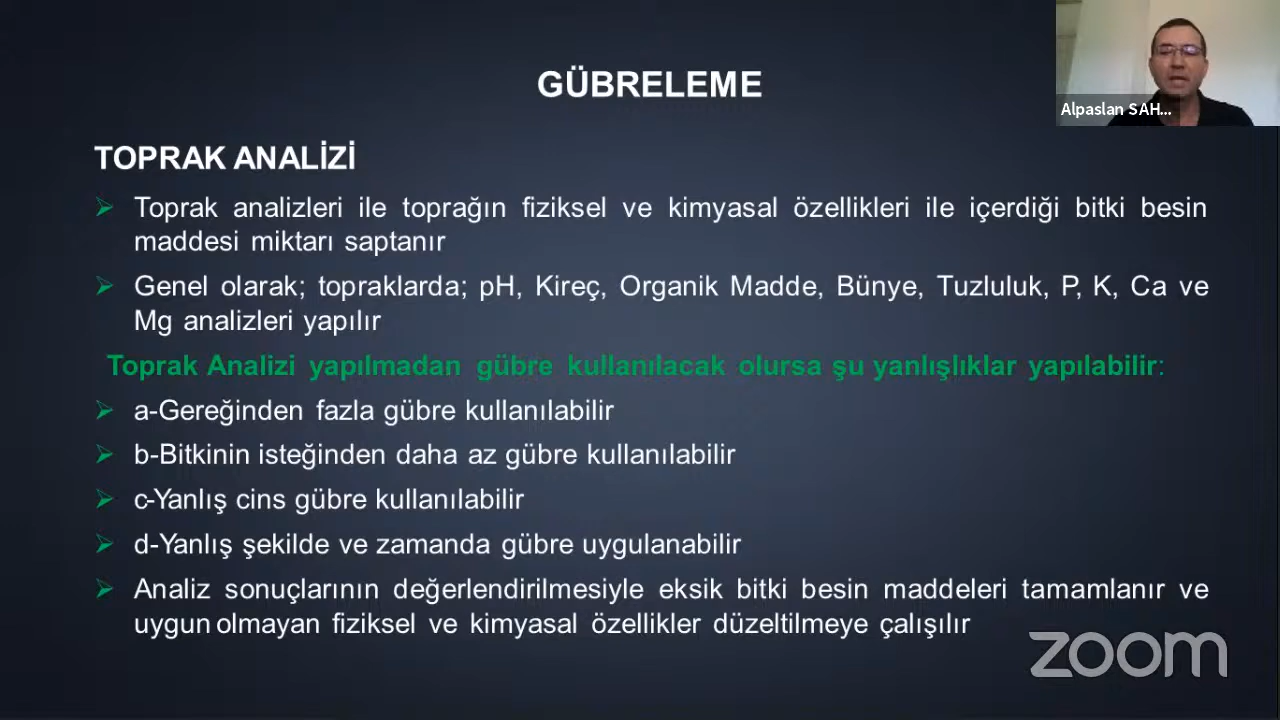 GÜBRELEME
Alpaslan SAH...
TOPRAK ANALİZİ
Toprak analizleri ile toprağın fiziksel ve kimyasal özellikleri ile içerdiği bitki besin
maddesi miktarı saptanır
Genel olarak; topraklarda; pH, Kireç, Organik Madde, Bünye, Tuzluluk, P, K, Ca ve
Mg analizleri yapılır
Toprak Analizi yapılmadan gübre kullanılacak olursa şu yanlışlıklar yapılabilir:
a-Gereğinden fazla gübre kullanılabilir
b-Bitkinin isteğinden daha az gübre kullanılabilir
c-Yanlış cins gübre kullanılabilir
d-Yanlış şekilde ve zamanda gübre uygulanabilir
Analiz sonuçlarının değerlendirilmesiyle eksik bitki besin maddeleri tamamlanır ve
uygun olmayan fiziksel ve kimyasal özellikler düzeltilmeye çalışılır
zoom